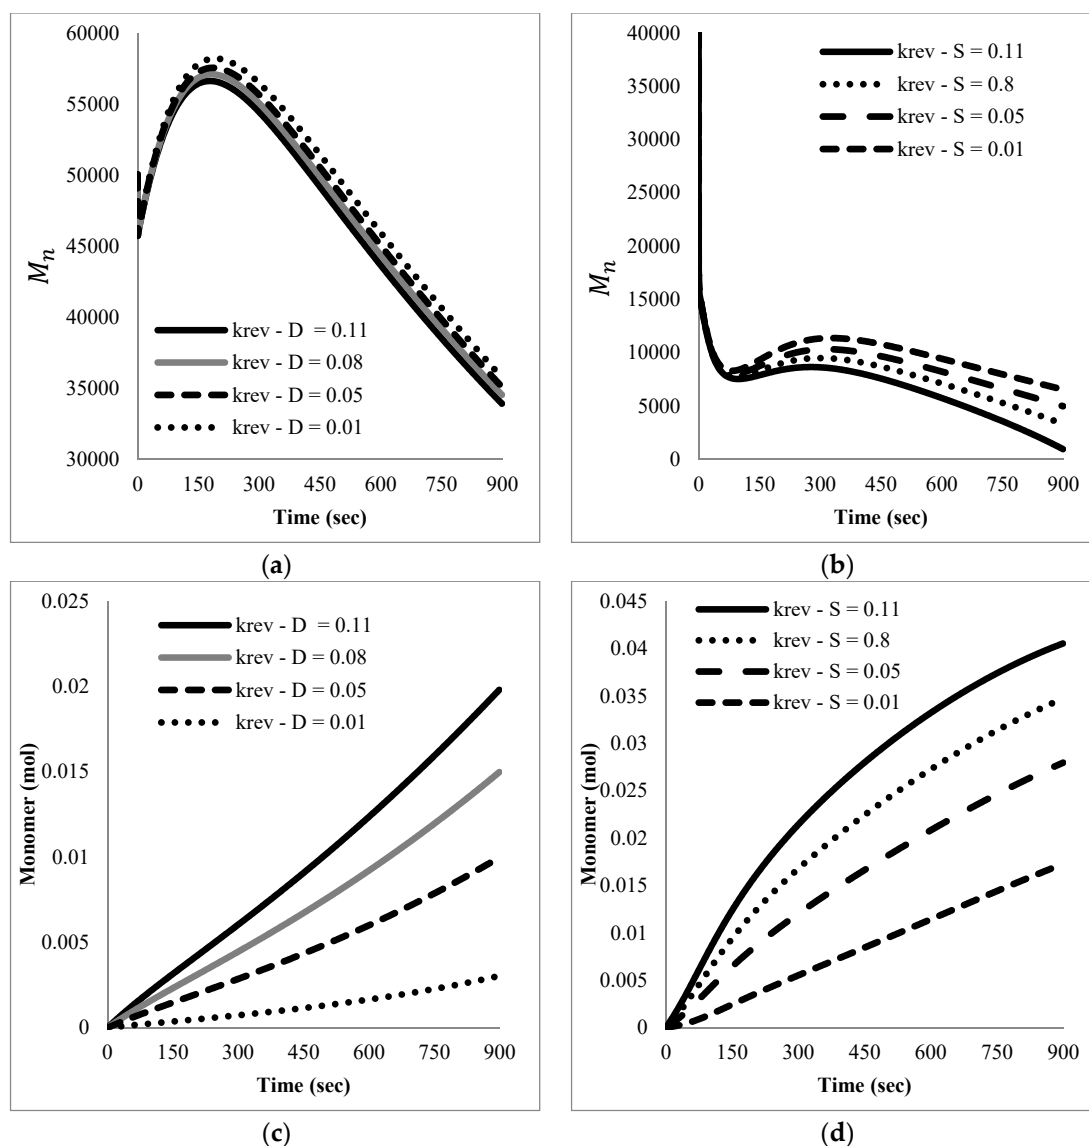 60000
55000
50000
45000
40000
35000
30000
M_n
krev - D  = 0.11
krev - D = 0.08
krev - D = 0.05
krev - D = 0.01
0 150 300 450 600 750 900
Time (sec)
(a)
40000
35000
30000
25000
20000
15000
10000
5000
0
M_n
krev - S = 0.11
krev - S = 0.8
krev - S = 0.05
krev - S = 0.01
0 150 300 450 600 750 900
Time (sec)
(b)
0.025
0.02
0.015
0.01
0.005
0
Monomer (mol)
krev - D  = 0.11
krev - D = 0.08
krev - D = 0.05
krev - D = 0.01
0 150 300 450 600 750 900
Time (sec)
(c)
0.045
0.04
0.035
0.03
0.025
0.02
0.015
0.01
0.005
0
Monomer (mol)
krev - S = 0.11
krev - S = 0.8
krev - S = 0.05
krev - S = 0.01
0 150 300 450 600 750 900
Time (sec)
(d)